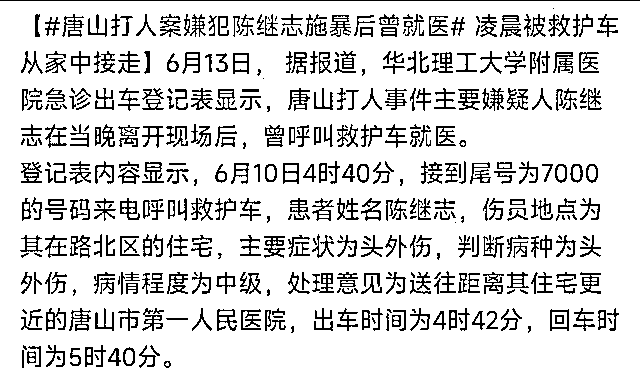 【#唐山打人案嫌犯陈继志施暴后曾就医# 凌晨被救护车
从家中接走】6月13日， 据报道，华北理工大学附属医
院急诊出车登记表显示，唐山打人事件主要嫌疑人陈继
志在当晚离开现场后，曾呼叫救护车就医。
登记表内容显示，6月10日4时40分，接到尾号为7000
的号码来电呼叫救护车，患者姓名陈继志，伤员地点为
其在路北区的住宅，主要症状为头外伤，判断病种为头
外伤，病情程度为中级，处理意见为送往距离其住宅更
近的唐山市第一人民医院，出车时间为4时42分，回车时
间为5时40分。